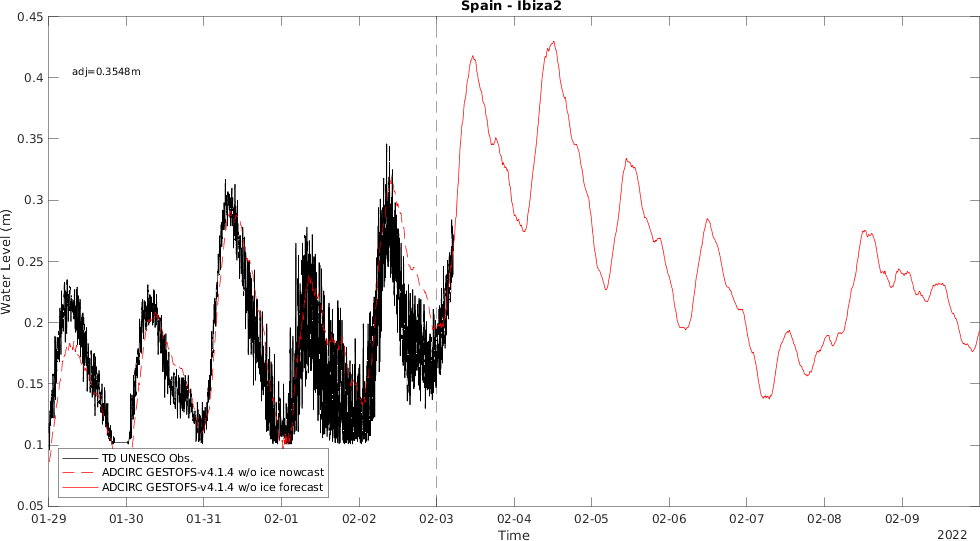 Spain - Ibiza2
adj=0.3548m
0.45
0.4
0.35
0.3
0.25
0.2
0.15
0.1
0.05
Water Level (m)
TD UNESCO Obs.
ADCIRC GESTOFS-v4.1.4 w/o ice nowcast
ADCIRC GESTOFS-v4.1.4 w/o ice forecast
01-29 01-30 01-31 02-01 02-02 02-03 02-04 02-05 02-06 02-07 02-08 02-09
Time
2022